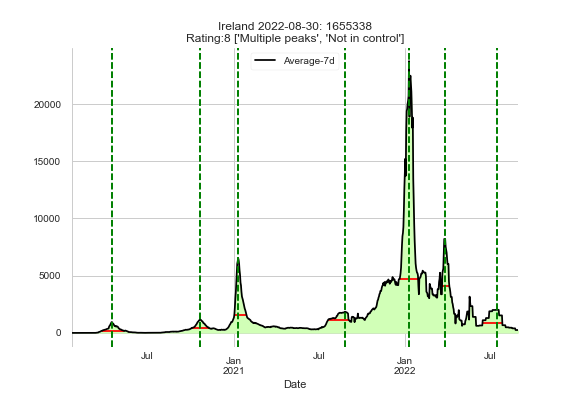 Ireland 2022-08-30: 1655338
Rating:8 ['Multiple peaks', 'Not in control']
Average-7d
20000
15000
10000
5000
0
Jul
Jan
2021
Jul
Jan
2022
Jul
Date